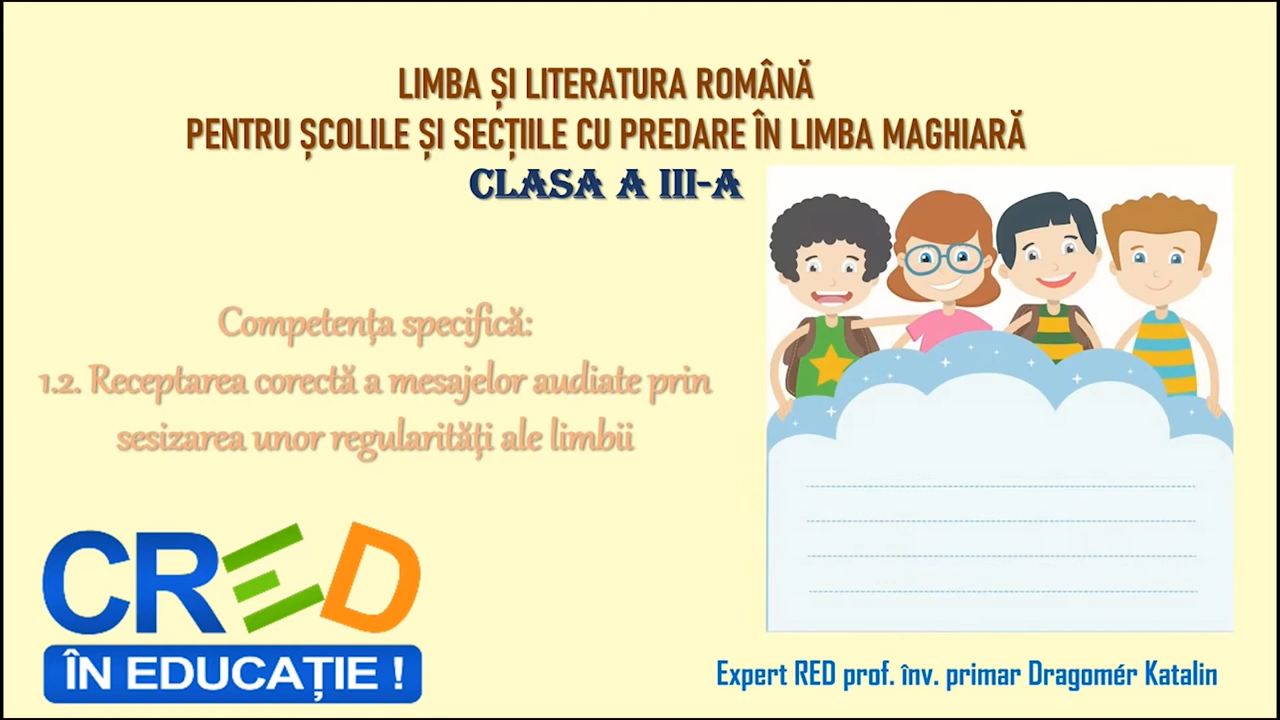 LIMBA ȘI LITERATURA ROMÂNĂ
PENTRU ȘCOLILE ȘI SECȚIILE CU PREDARE ÎN LIMBA MAGHIARĂ
CLASA A III-A
Competența specifică:
1.2. Receptarea corectă a mesajelor audiate prin
sesizarea unor regularități ale limbii
CRED
ÎN EDUCAȚIE !
Expert RED prof. înv. primar Dragomér Katalin